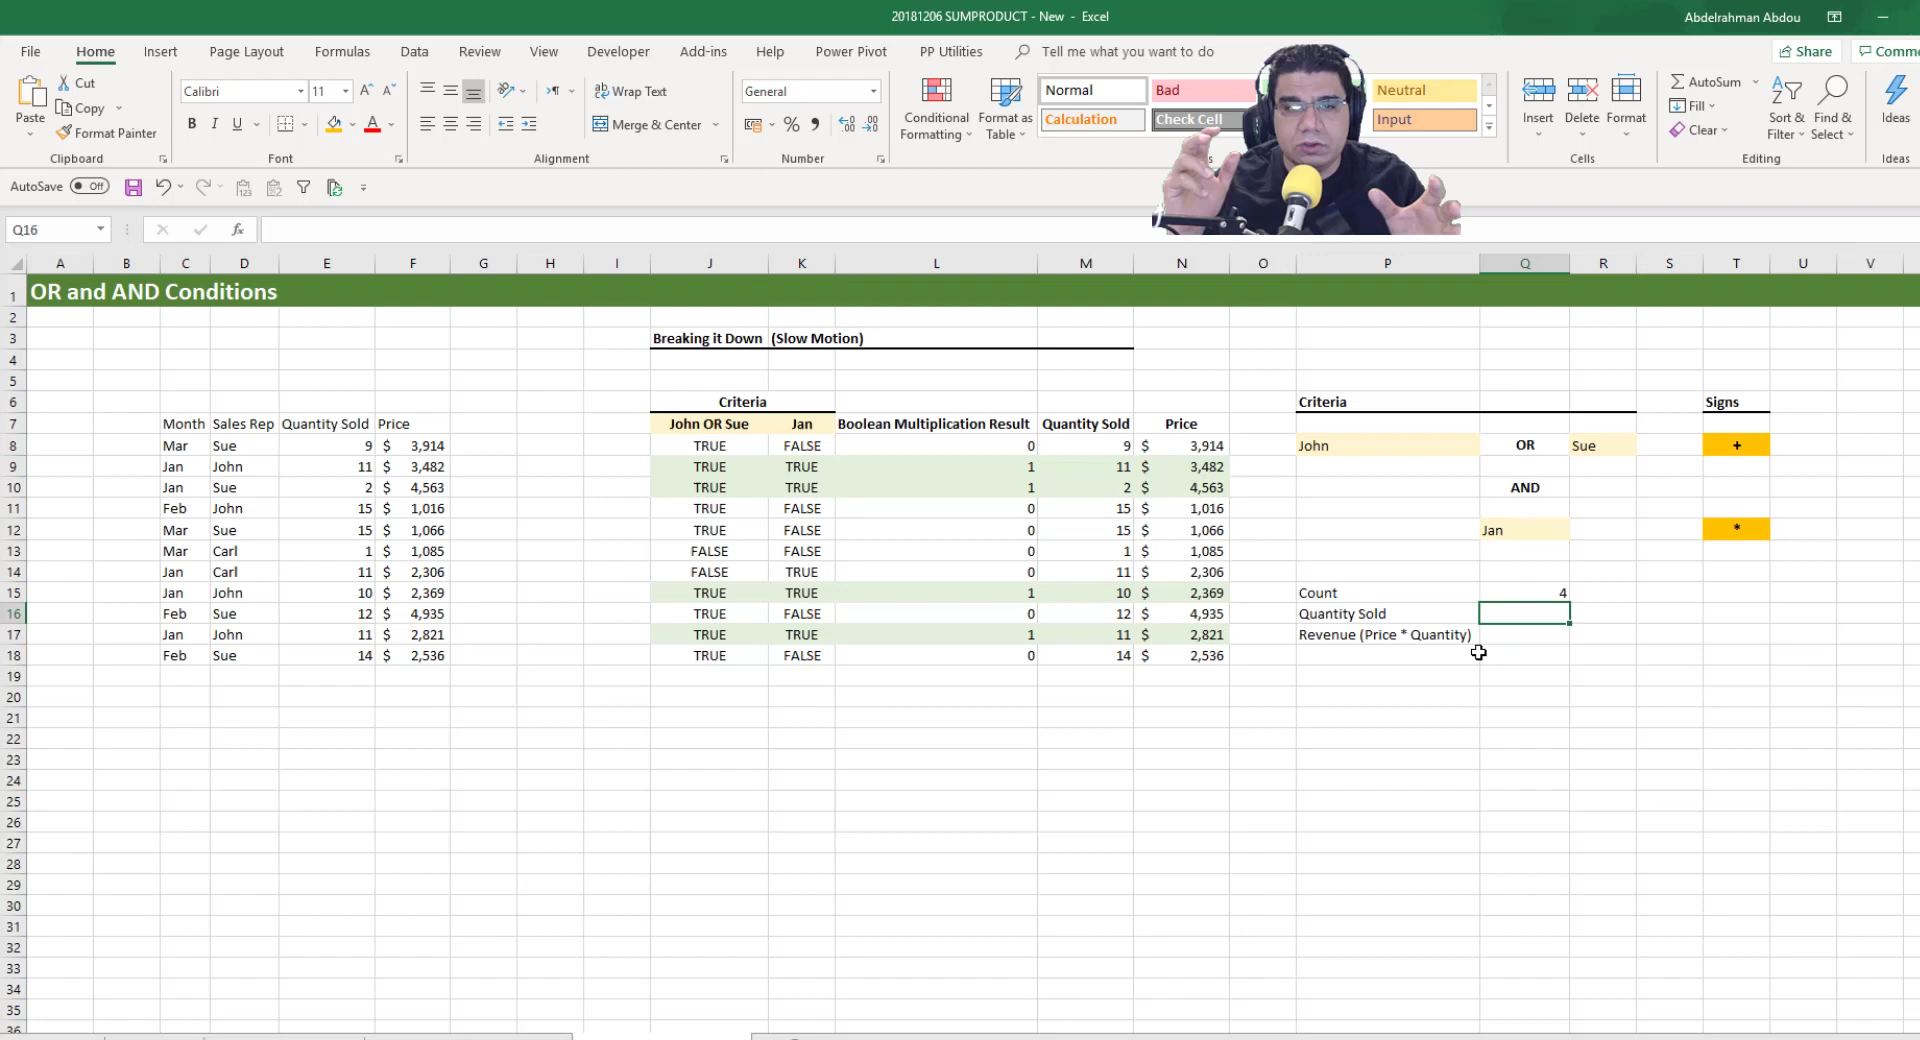 20181206 SUMPRODUCT - New - Excel
Abdelrahman Abdou
File Home Insert Page Layout Formulas Data Review View Developer Add-ins Help Power Pivot PP Utilities Tell me what you want to do Share
Cut
Copy
Format Painter
Paste
Clipboard
Calibri 11
B I U
Font
Wrap Text
Merge & Center
Alignment
General
Number
Conditional Formatting
Format as Table
Normal Bad Neutral
Calculation Check Cell Input
Insert Delete Format
Cells
AutoSum
Fill
Clear
Sort & Filter
Find & Select
Editing
Ideas
Ideas
AutoSave Off
Q16 fx
A B C D E F G H I J K L M N O P Q R S T U V
1 OR and AND Conditions
2
3 Breaking it Down (Slow Motion)
4
5
6 Criteria Criteria Signs
7 Month Sales Rep Quantity Sold Price John OR Sue Jan Boolean Multiplication Result Quantity Sold Price
8 Mar Sue 9 $ 3,914 TRUE FALSE 0 9 $ 3,914 John OR Sue +
9 Jan John 11 $ 3,482 TRUE TRUE 1 11 $ 3,482
10 Jan Sue 2 $ 4,563 TRUE TRUE 1 2 $ 4,563 AND
11 Feb John 15 $ 1,016 TRUE FALSE 0 15 $ 1,016
12 Mar Sue 15 $ 1,066 TRUE FALSE 0 15 $ 1,066 Jan *
13 Mar Carl 1 $ 1,085 FALSE FALSE 0 1 $ 1,085
14 Jan Carl 11 $ 2,306 FALSE TRUE 0 11 $ 2,306
15 Jan John 10 $ 2,369 TRUE TRUE 1 10 $ 2,369 Count 4
16 Feb Sue 12 $ 4,935 TRUE FALSE 0 12 $ 4,935 Quantity Sold
17 Jan John 11 $ 2,821 TRUE TRUE 1 11 $ 2,821 Revenue (Price * Quantity)
18 Feb Sue 14 $ 2,536 TRUE FALSE 0 14 $ 2,536
19
20
21
22
23
24
25
26
27
28
29
30
31
32
33
34
35
36